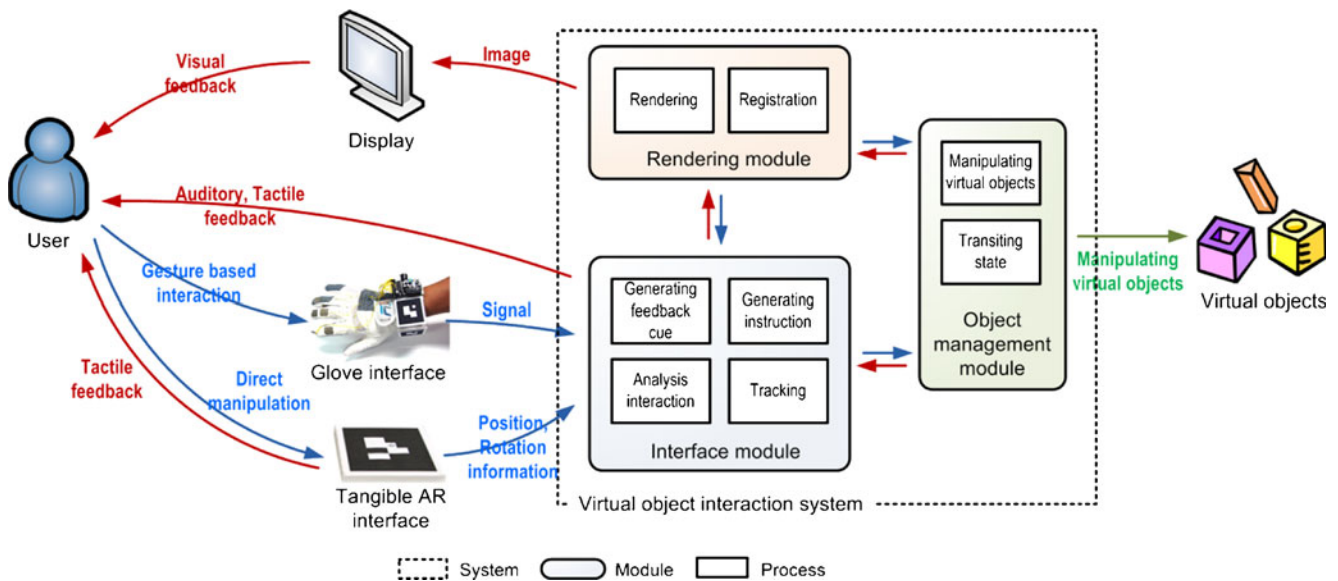 Visual
feedback
Image
Display
User
Auditory, Tactile
feedback
Gesture based
interaction
Glove interface
Signal
Tactile
feedback
Direct
manipulation
Tangible AR
interface
Position,
Rotation
information
Rendering
Registration
Rendering module
Generating
feedback
cue
Generating
instruction
Analysis
interaction
Tracking
Interface module
Manipulating
virtual objects
Transiting
state
Object
management
module
Virtual object interaction system
Manipulating
virtual objects
Virtual objects
System
Module
Process